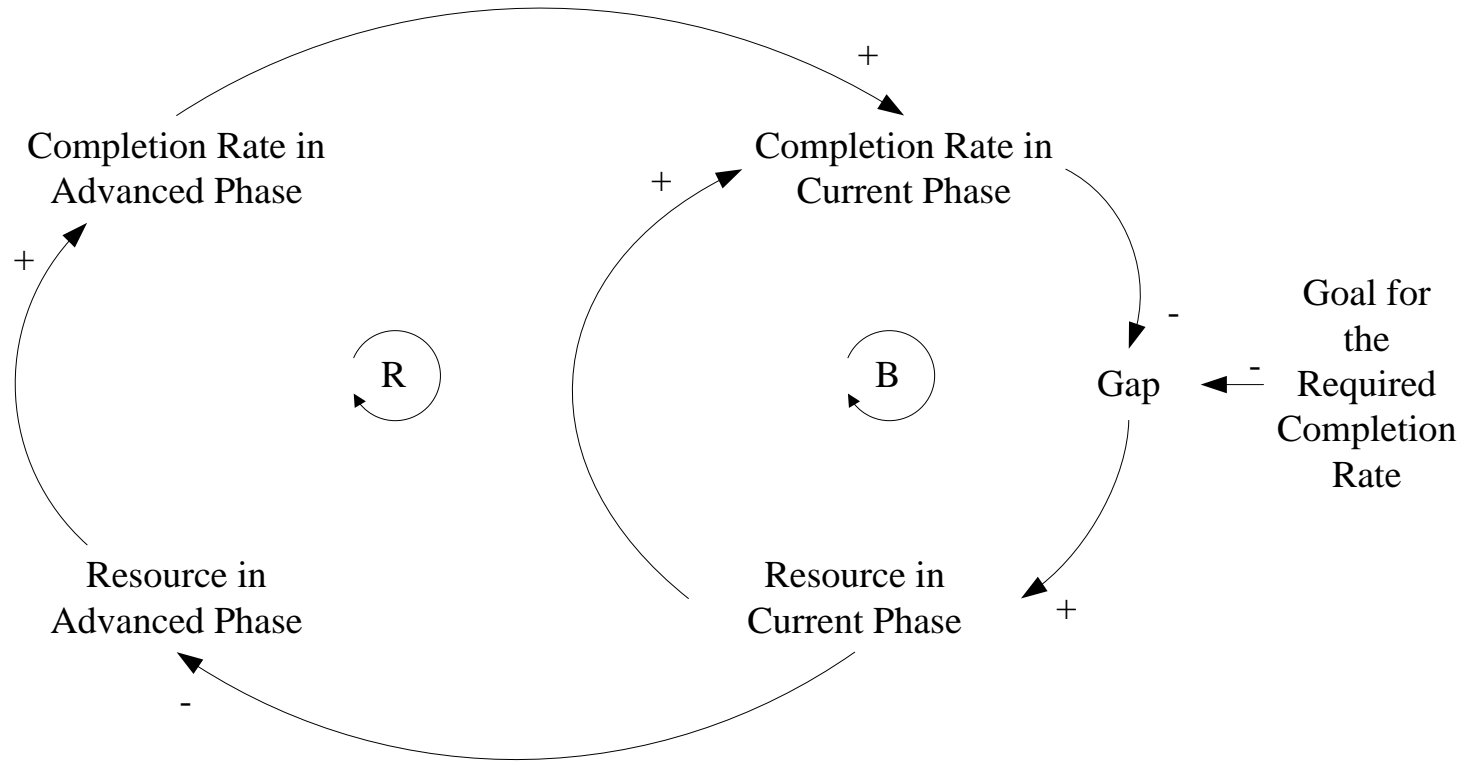 +
Completion Rate in
Advanced Phase
Completion Rate in
Current Phase
+
+
-
Goal for
the
Required
Completion
Rate
-
Gap
R
B
Resource in
Advanced Phase
Resource in
Current Phase
+
-